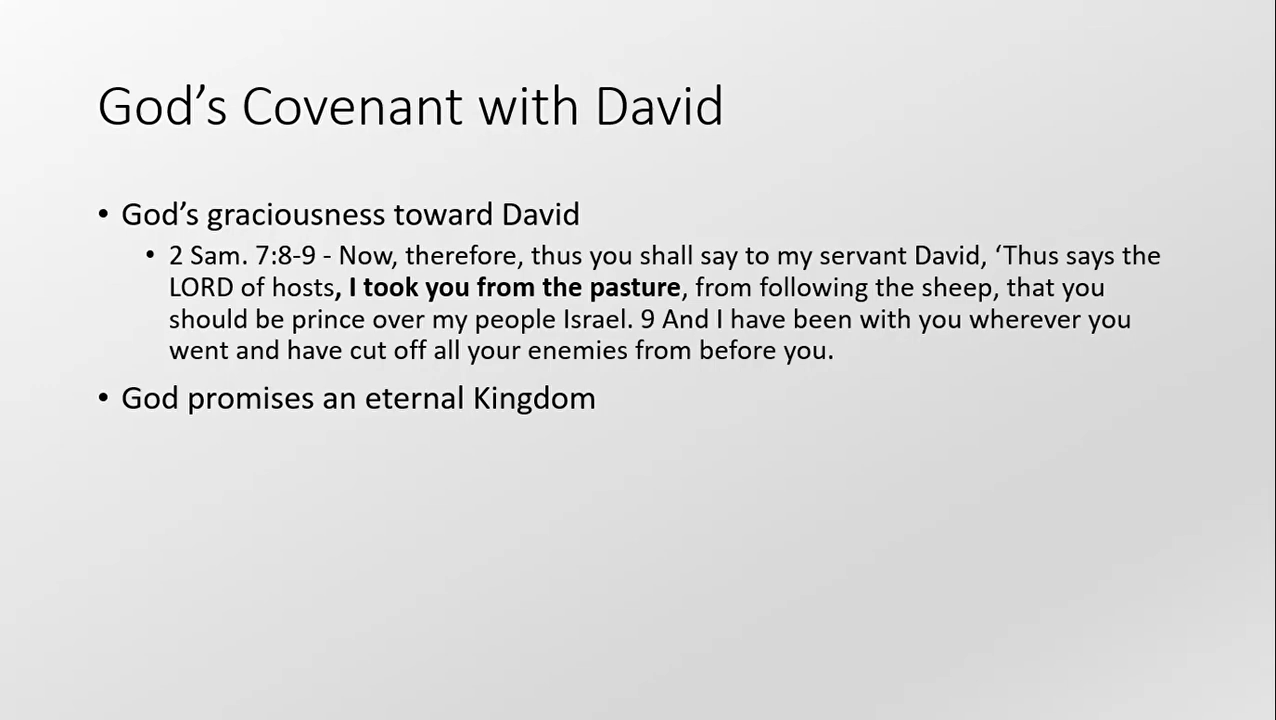 God’s Covenant with David
• God’s graciousness toward David
• 2 Sam. 7:8-9 - Now, therefore, thus you shall say to my servant David, ‘Thus says the
LORD of hosts, I took you from the pasture, from following the sheep, that you
should be prince over my people Israel. 9 And I have been with you wherever you
went and have cut off all your enemies from before you.
• God promises an eternal Kingdom